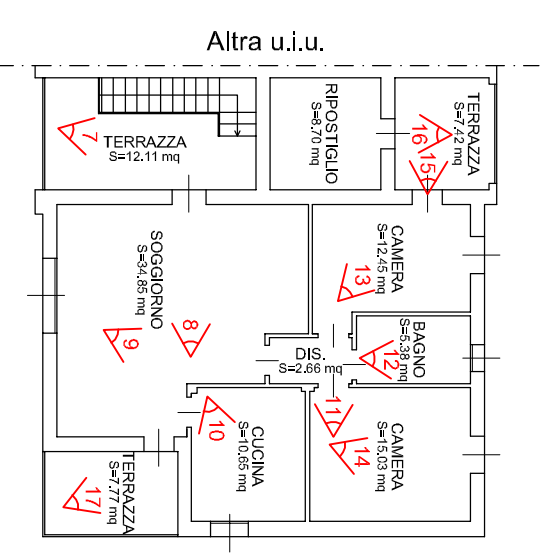 Altra u.i.u.
7
TERRAZZA
S=12.11 mq
RIPOSTIGLIO
S=8.70 mq
TERRAZZA
S=7.42 mq
16
15
SOGGIORNO
S=34.85 mq
CAMERA
S=12.45 mq
13
8
9
DIS.
S=2.66 mq
BAGNO
S=5.38 mq
12
10
CUCINA
S=10.65 mq
11
14
CAMERA
S=15.03 mq
TERRAZZA
S=7.77 mq
17